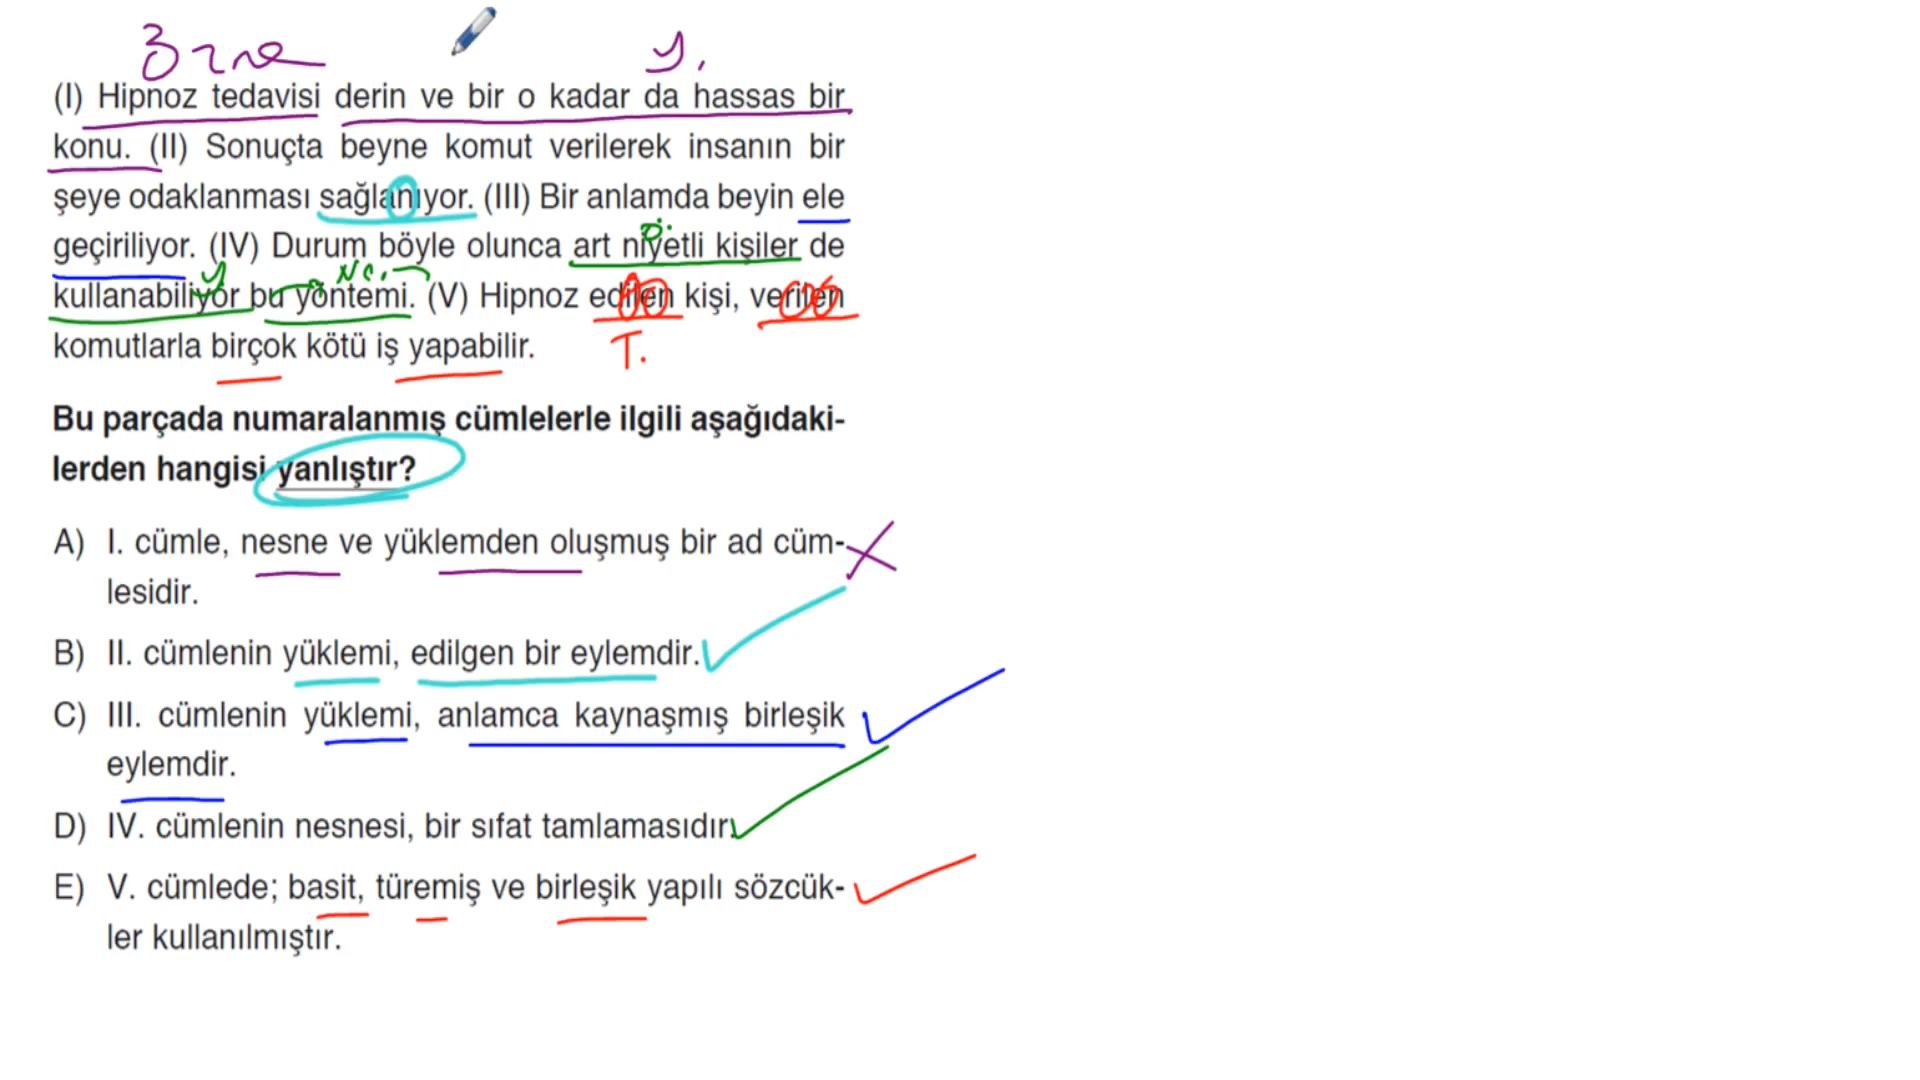 Özne
y.
(I) Hipnoz tedavisi derin ve bir o kadar da hassas bir
konu. (II) Sonuçta beyne komut verilerek insanın bir
şeye odaklanması sağlanıyor. (III) Bir anlamda beyin ele
ö.
geçiriliyor. (IV) Durum böyle olunca art niyetli kişiler de
y
kullanabiliyor bu yöntemi. (V) Hipnoz edilen kişi, verilen
komutlarla birçok kötü iş yapabilir.
T.
Bu parçada numaralanmış cümlelerle ilgili aşağıdaki-
lerden hangisi yanlıştır?
A) I. cümle, nesne ve yüklemden oluşmuş bir ad cüm-
lesidir.
B) II. cümlenin yüklemi, edilgen bir eylemdir.
C) III. cümlenin yüklemi, anlamca kaynaşmış birleşik
eylemdir.
D) IV. cümlenin nesnesi, bir sıfat tamlamasıdır.
E) V. cümlede; basit, türemiş ve birleşik yapılı sözcük-
ler kullanılmıştır.